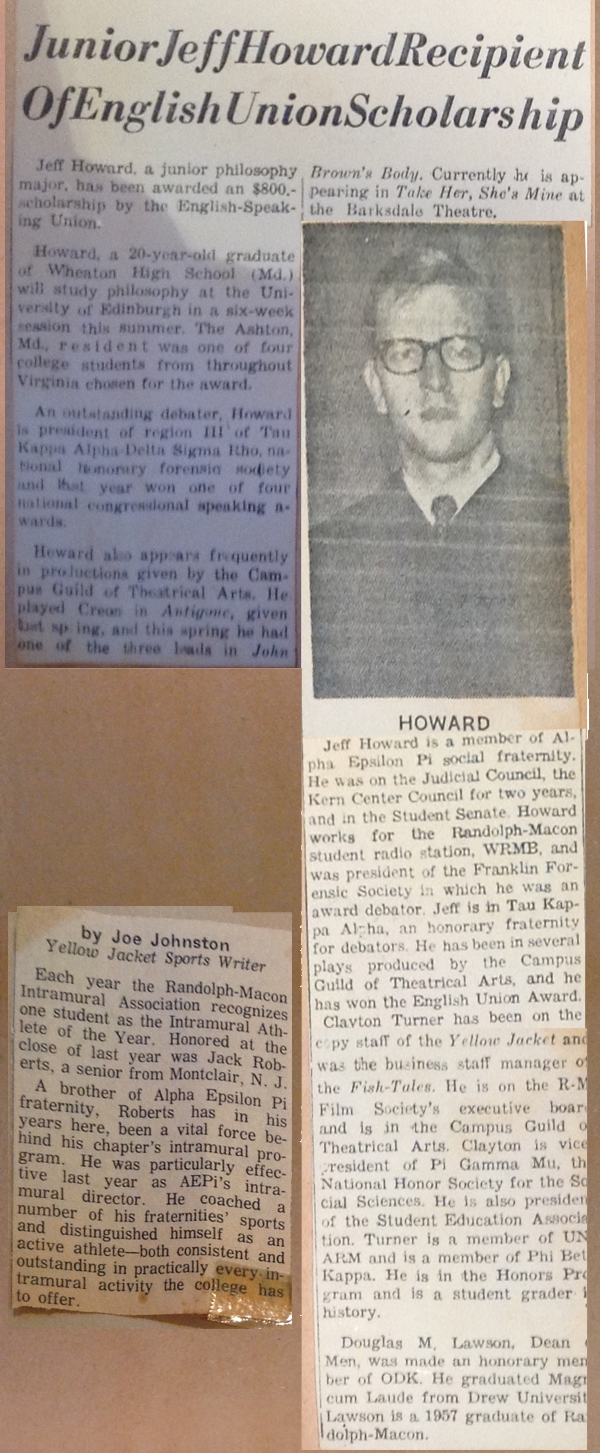 Junior Jeff Howard Recipient
Of English Union Scholarship
Jeff Howard, a junior philosophy
major, has been awarded an $800.-
scholarship by the English-Speak-
ing Union.
Howard, a 20-year-old graduate
of Wheaton High School (Md.)
will study philosophy at the Uni-
versity of Edinburgh in a six-week
session this summer. The Ashton,
Md., resident was one of four
college students from throughout
Virginia chosen for the award.
An outstanding debater, Howard
is president of region III of Tau
Kappa Alpha-Delta Sigma Rho, na-
tional honorary forensic society
and last year won one of four
national congressional speaking a-
wards.
Howard also appears frequently
in productions given by the Cam-
pus Guild of Theatrical Arts. He
played Creon in Antigone, given
last spring, and this spring he had
one of the three leads in John
Brown's Body. Currently he is ap-
pearing in Take Her, She's Mine at
the Barksdale Theatre.
HOWARD
Jeff Howard is a member of Al-
pha Epsilon Pi social fraternity.
He was on the Judicial Council, the
Kern Center Council for two years,
and in the Student Senate. Howard
works for the Randolph-Macon
student radio station, WRMB, and
was president of the Franklin For-
ensic Society in which he was an
award debator. Jeff is in Tau Kap-
pa Alpha, an honorary fraternity
for debators. He has been in several
plays produced by the Campus
Guild of Theatrical Arts, and he
has won the English Union Award.
Clayton Turner has been on the
copy staff of the Yellow Jacket and
was the business staff manager of
the Fish-Tales. He is on the R-M
Film Society's executive boar
and is in the Campus Guild o
Theatrical Arts. Clayton is vice
president of Pi Gamma Mu, th
National Honor Society for the So
cial Sciences. He is also presiden
of the Student Education Associa
tion. Turner is a member of UN
ARM and is a member of Phi Bet
Kappa. He is in the Honors Pro
gram and is a student grader i
history.
Douglas M. Lawson, Dean
Men, was made an honorary mem
ber of ODK. He graduated Magn
cum Laude from Drew Universit
Lawson is a 1957 graduate of Ra
dolph-Macon.
by Joe Johnston
Yellow Jacket Sports Writer
Each year the Randolph-Macon
Intramural Association recognizes
one student as the Intramural Ath-
lete of the Year. Honored at the
close of last year was Jack Rob-
erts, a senior from Montclair, N. J.
A brother of Alpha Epsilon Pi
fraternity, Roberts has in his
years here, been a vital force be-
hind his chapter's intramural pro-
gram. He was particularly effec-
tive last year as AEPi's intra-
mural director. He coached a
number of his fraternities' sports
and distinguished himself as an
active athlete—both consistent and
outstanding in practically every in-
tramural activity the college has
to offer.